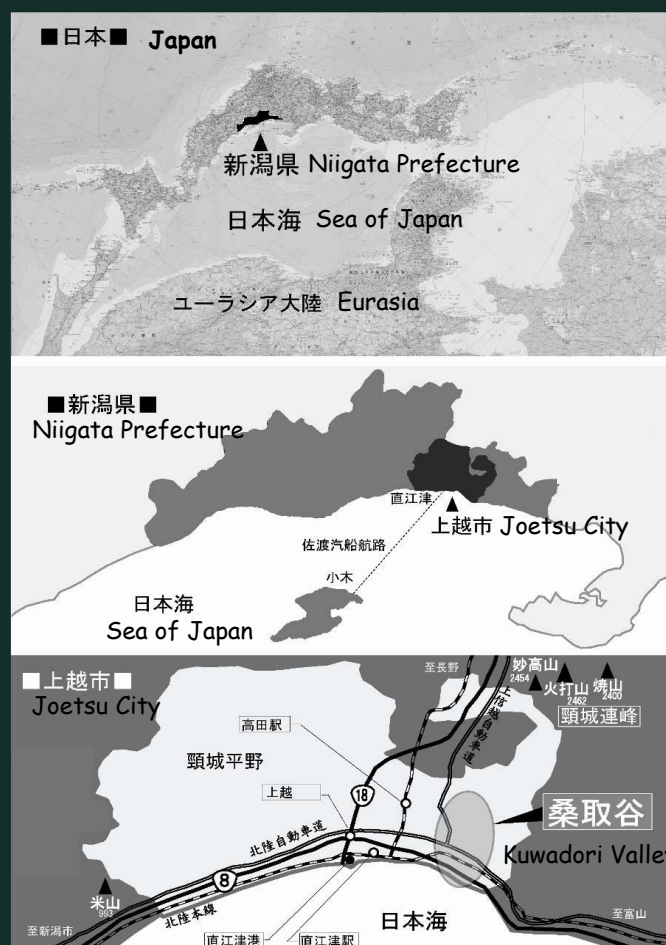 ■日本■ Japan
新潟県 Niigata Prefecture
日本海 Sea of Japan
ユーラシア大陸 Eurasia
■新潟県■
Niigata Prefecture
直江津
上越市 Joetsu City
佐渡汽船航路
小木
日本海
Sea of Japan
■上越市■
Joetsu City
至長野
妙高山
2454
火打山
2462
焼山
2400
頸城連峰
上信越自動車道
高田駅
頸城平野
上越
18
桑取谷
Kuwadori Valle
北陸自動車道
8
米山
993
北陸本線
日本海
至新潟市
至富山
直江津港
直江津駅